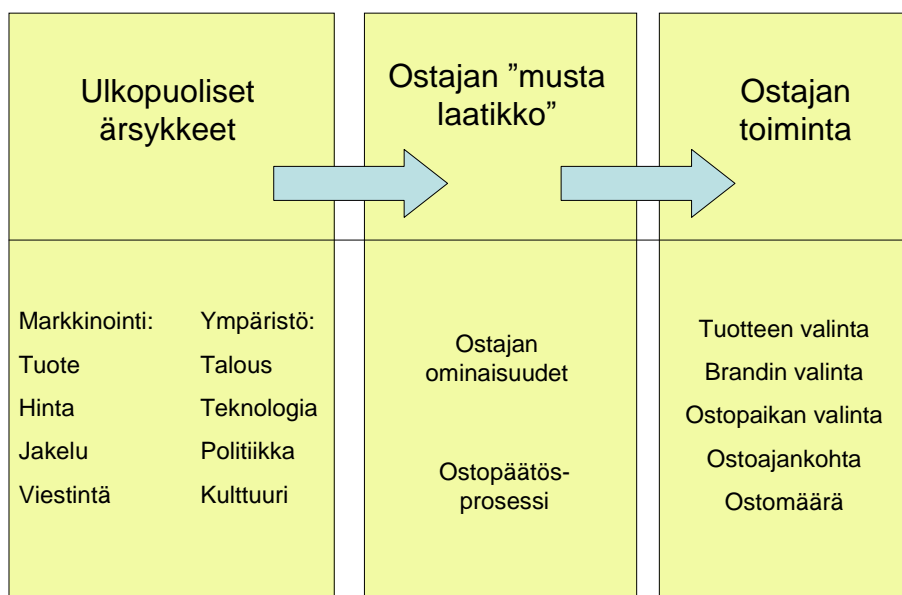 Ulkopuoliset
ärsykkeet
Ostajan ”musta
laatikko”
Ostajan
toiminta
Markkinointi:
Tuote
Hinta
Jakelu
Viestintä
Ympäristö:
Talous
Teknologia
Politiikka
Kulttuuri
Ostajan
ominaisuudet
Ostopäätös-
prosessi
Tuotteen valinta
Brandin valinta
Ostopaikan valinta
Ostoajankohta
Ostomäärä